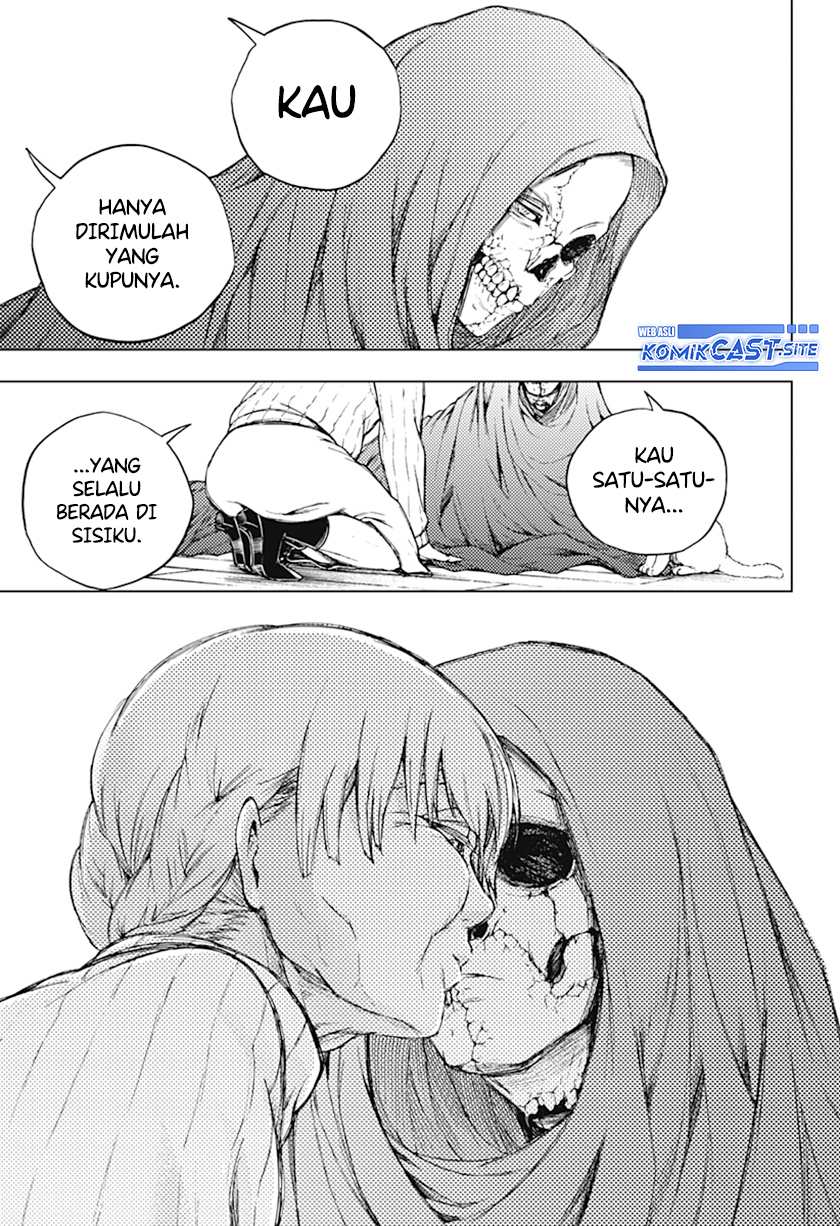 KAU
HANYA
DIRIMULAH
YANG
KUPUNYA.
WEB ASLI
KOMIKCAST.SITE
KAU
SATU-SATU-
NYA...
...YANG
SELALU
BERADA DI
SISIKU.